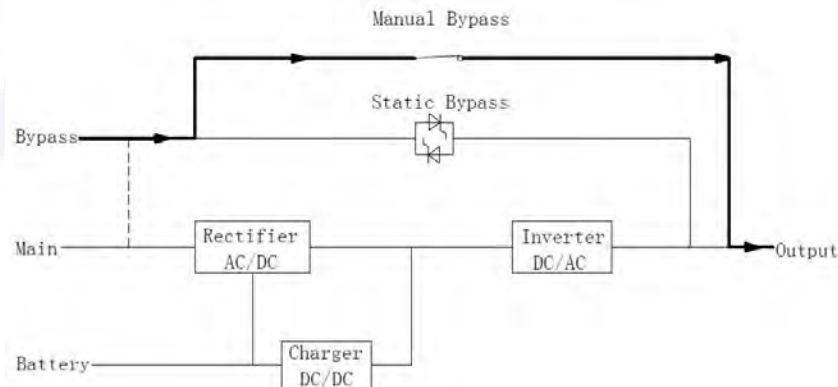 Manual Bypass
Static Bypass
Bypass
Main
Rectifier
AC/DC
Inverter
DC/AC
Output
Battery
Charger
DC/DC